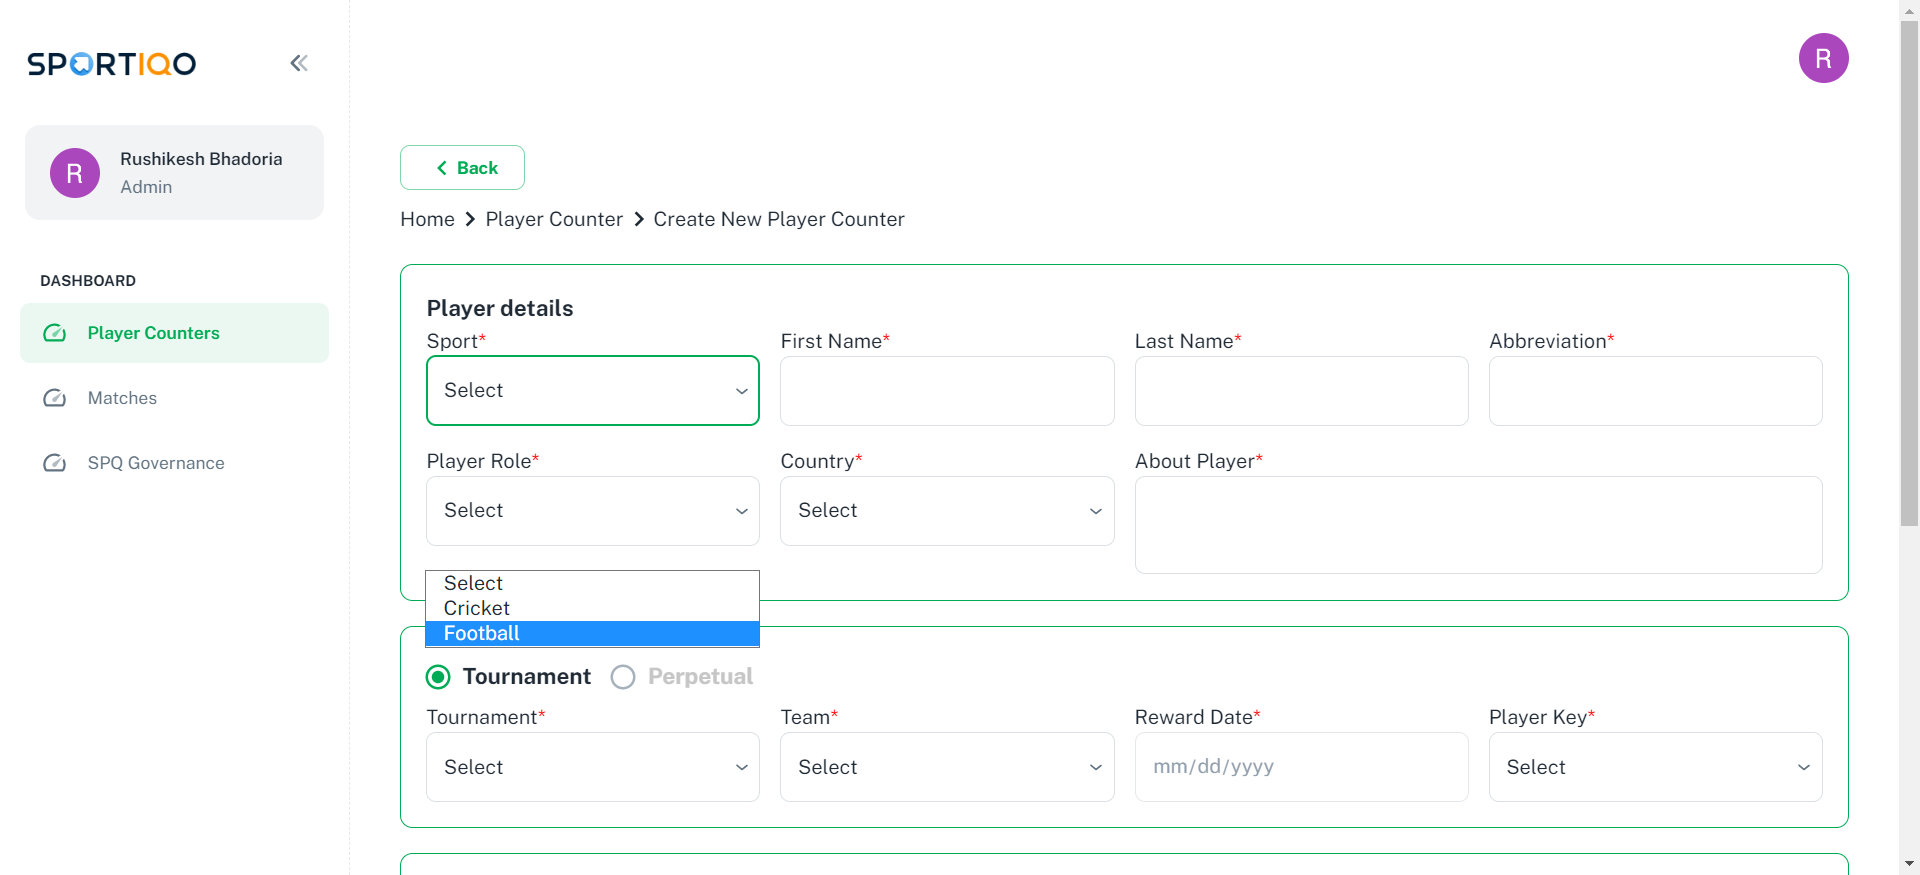 SPORTIQO
R
R
Rushikesh Bhadoria
Admin
DASHBOARD
Player Counters
Matches
SPQ Governance
Back
Home > Player Counter > Create New Player Counter
Player details
Sport* First Name* Last Name* Abbreviation*
Select
Player Role* Country* About Player*
Select Select
Select
Cricket
Football
Tournament Perpetual
Tournament* Team* Reward Date* Player Key*
Select Select mm/dd/yyyy Select